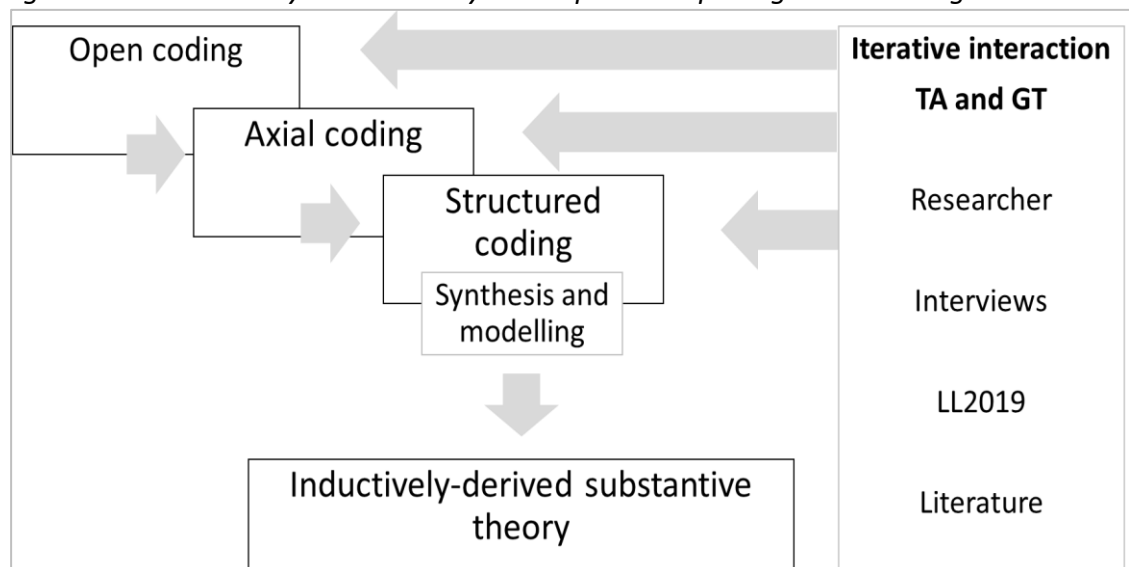 Open coding
Axial coding
Structured
coding
Synthesis and
modelling
Inductively-derived substantive
theory
Iterative interaction
TA and GT
Researcher
Interviews
LL2019
Literature